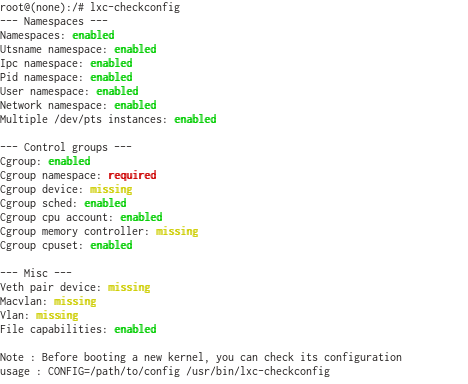 root@(none):/# lxc-checkconfig
--- Namespaces ---
Namespaces: enabled
Utsname namespace: enabled
Ipc namespace: enabled
Pid namespace: enabled
User namespace: enabled
Network namespace: enabled
Multiple /dev/pts instances: enabled

--- Control groups ---
Cgroup: enabled
Cgroup namespace: required
Cgroup device: missing
Cgroup sched: enabled
Cgroup cpu account: enabled
Cgroup memory controller: missing
Cgroup cpuset: enabled

--- Misc ---
Veth pair device: missing
Macvlan: missing
Vlan: missing
File capabilities: enabled

Note : Before booting a new kernel, you can check its configuration
usage : CONFIG=/path/to/config /usr/bin/lxc-checkconfig